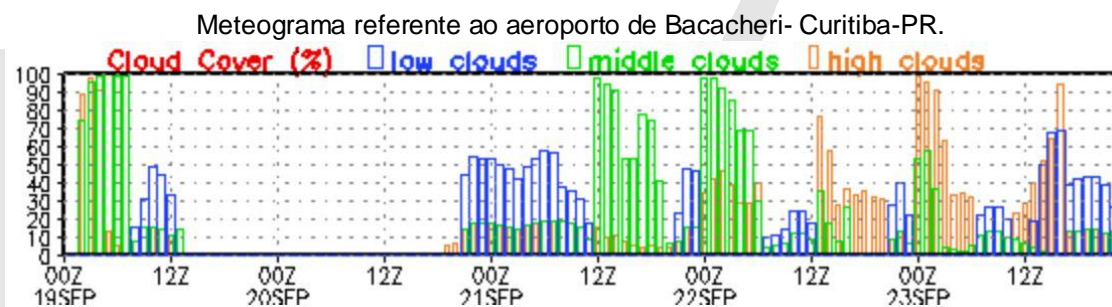 Meteograma referente ao aeroporto de Bacacheri- Curitiba-PR.
Cloud Cover (%) low clouds middle clouds high clouds
100
90
80
70
60
50
40
30
20
10
0
00Z 12Z 00Z 12Z 00Z 12Z 00Z 12Z 00Z 12Z
19SEP 20SEP 21SEP 22SEP 23SEP